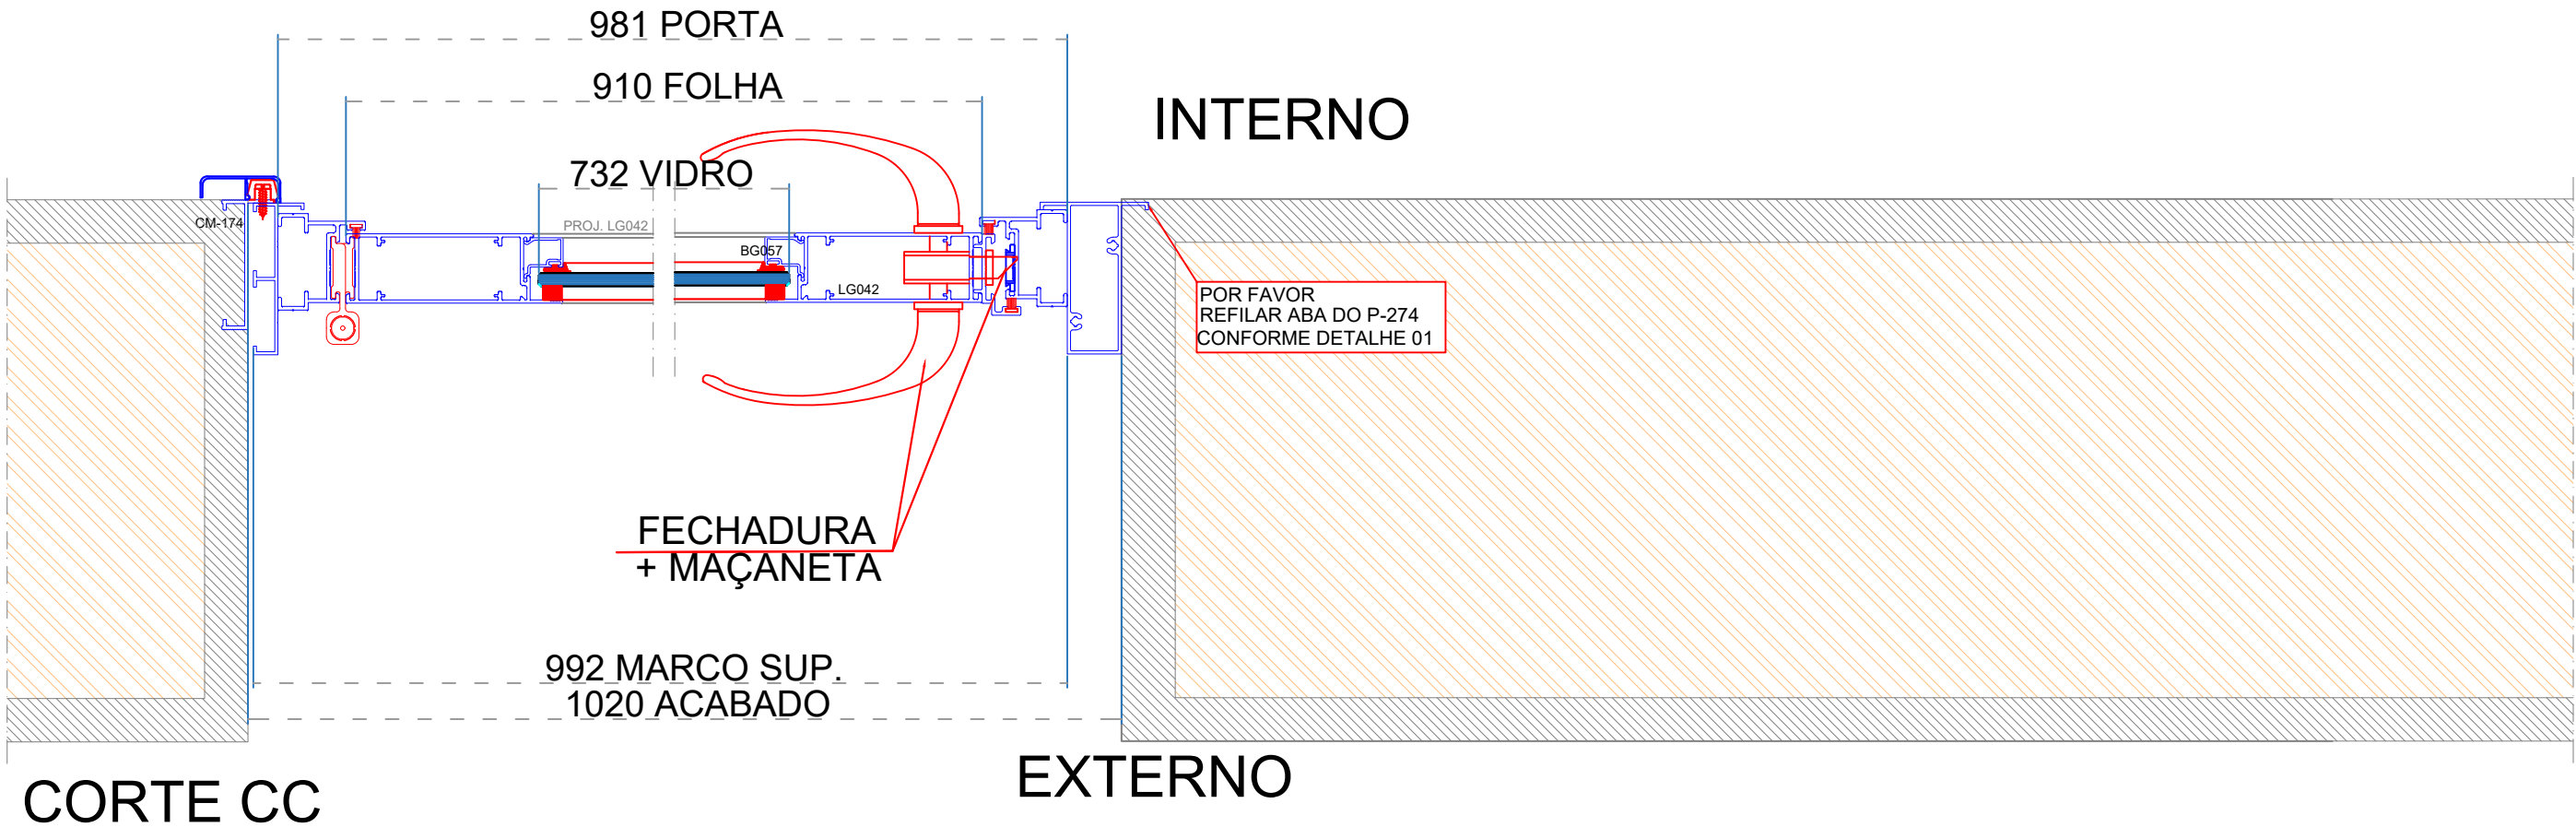 981 PORTA
910 FOLHA
INTERNO
732 VIDRO
CM-174
PROJ. LG042
BG057
LG042
POR FAVOR
REFILAR ABA DO P-274
CONFORME DETALHE 01
FECHADURA
+ MAÇANETA
992 MARCO SUP.
1020 ACABADO
EXTERNO
CORTE CC